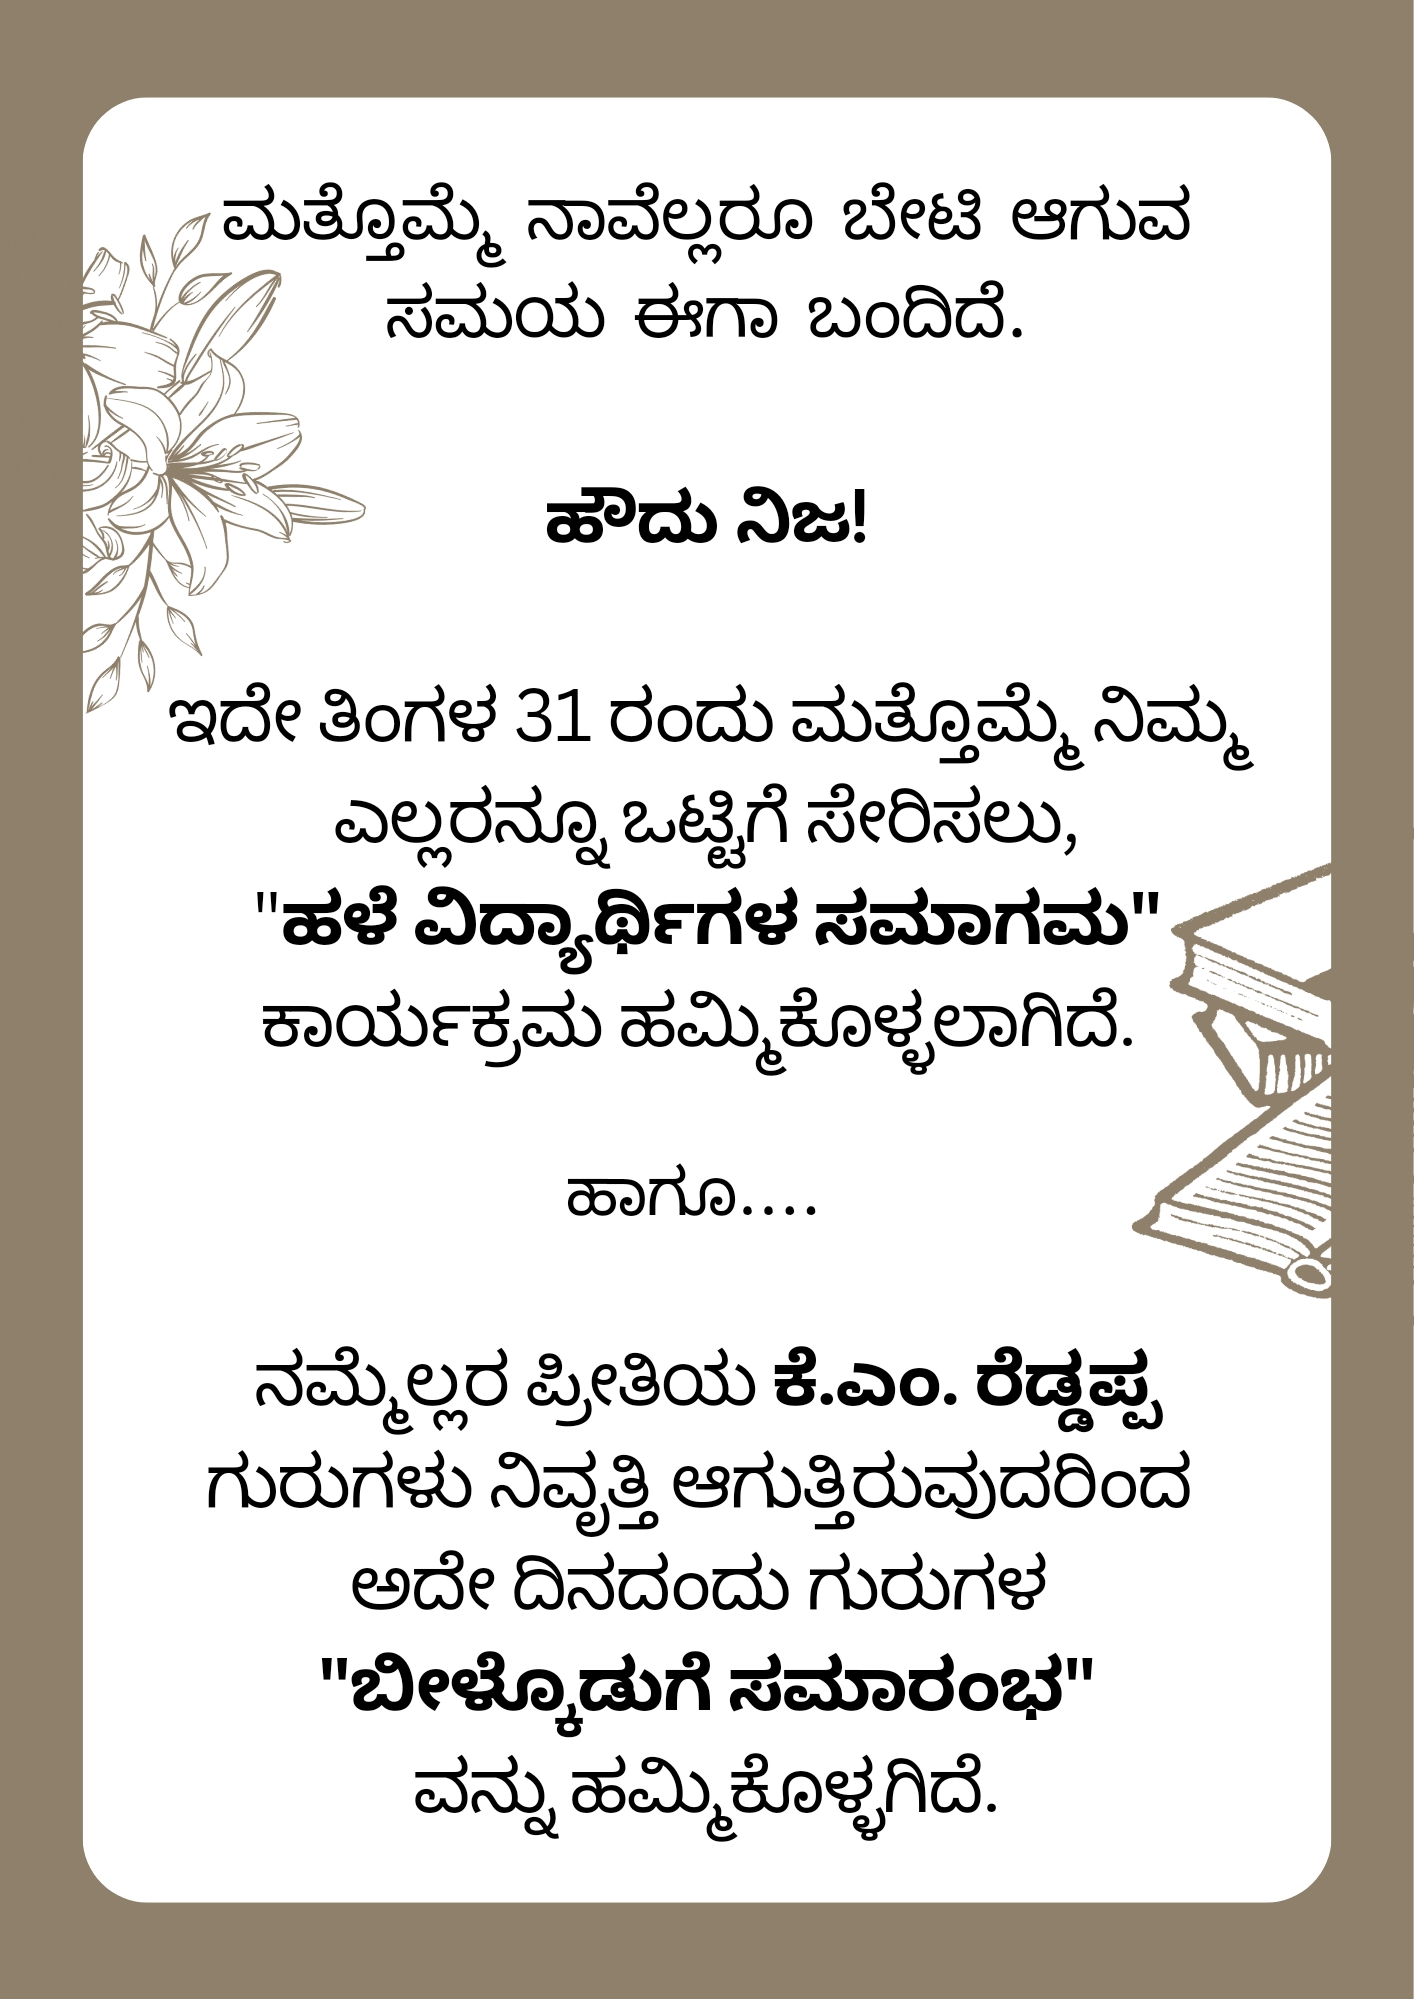 ಮತ್ತೊಮ್ಮೆ ನಾವೆಲ್ಲರೂ ಬೇಟಿ ಆಗುವ
ಸಮಯ ಈಗಾ ಬಂದಿದೆ.
ಹೌದು ನಿಜ!
ಇದೇ ತಿಂಗಳ 31 ರಂದು ಮತ್ತೊಮ್ಮೆ ನಿಮ್ಮ
ಎಲ್ಲರನ್ನೂ ಒಟ್ಟಿಗೆ ಸೇರಿಸಲು,
"ಹಳೆ ವಿದ್ಯಾರ್ಥಿಗಳ ಸಮಾಗಮ"
ಕಾರ್ಯಕ್ರಮ ಹಮ್ಮಿಕೊಳ್ಳಲಾಗಿದೆ.
ಹಾಗೂ....
ನಮ್ಮೆಲ್ಲರ ಪ್ರೀತಿಯ ಕೆ.ಎಂ. ರೆಡ್ಡಪ್ಪ
ಗುರುಗಳು ನಿವೃತ್ತಿ ಆಗುತ್ತಿರುವುದರಿಂದ
ಅದೇ ದಿನದಂದು ಗುರುಗಳ
"ಬೀಳ್ಕೊಡುಗೆ ಸಮಾರಂಭ"
ವನ್ನು ಹಮ್ಮಿಕೊಳ್ಳಗಿದೆ.